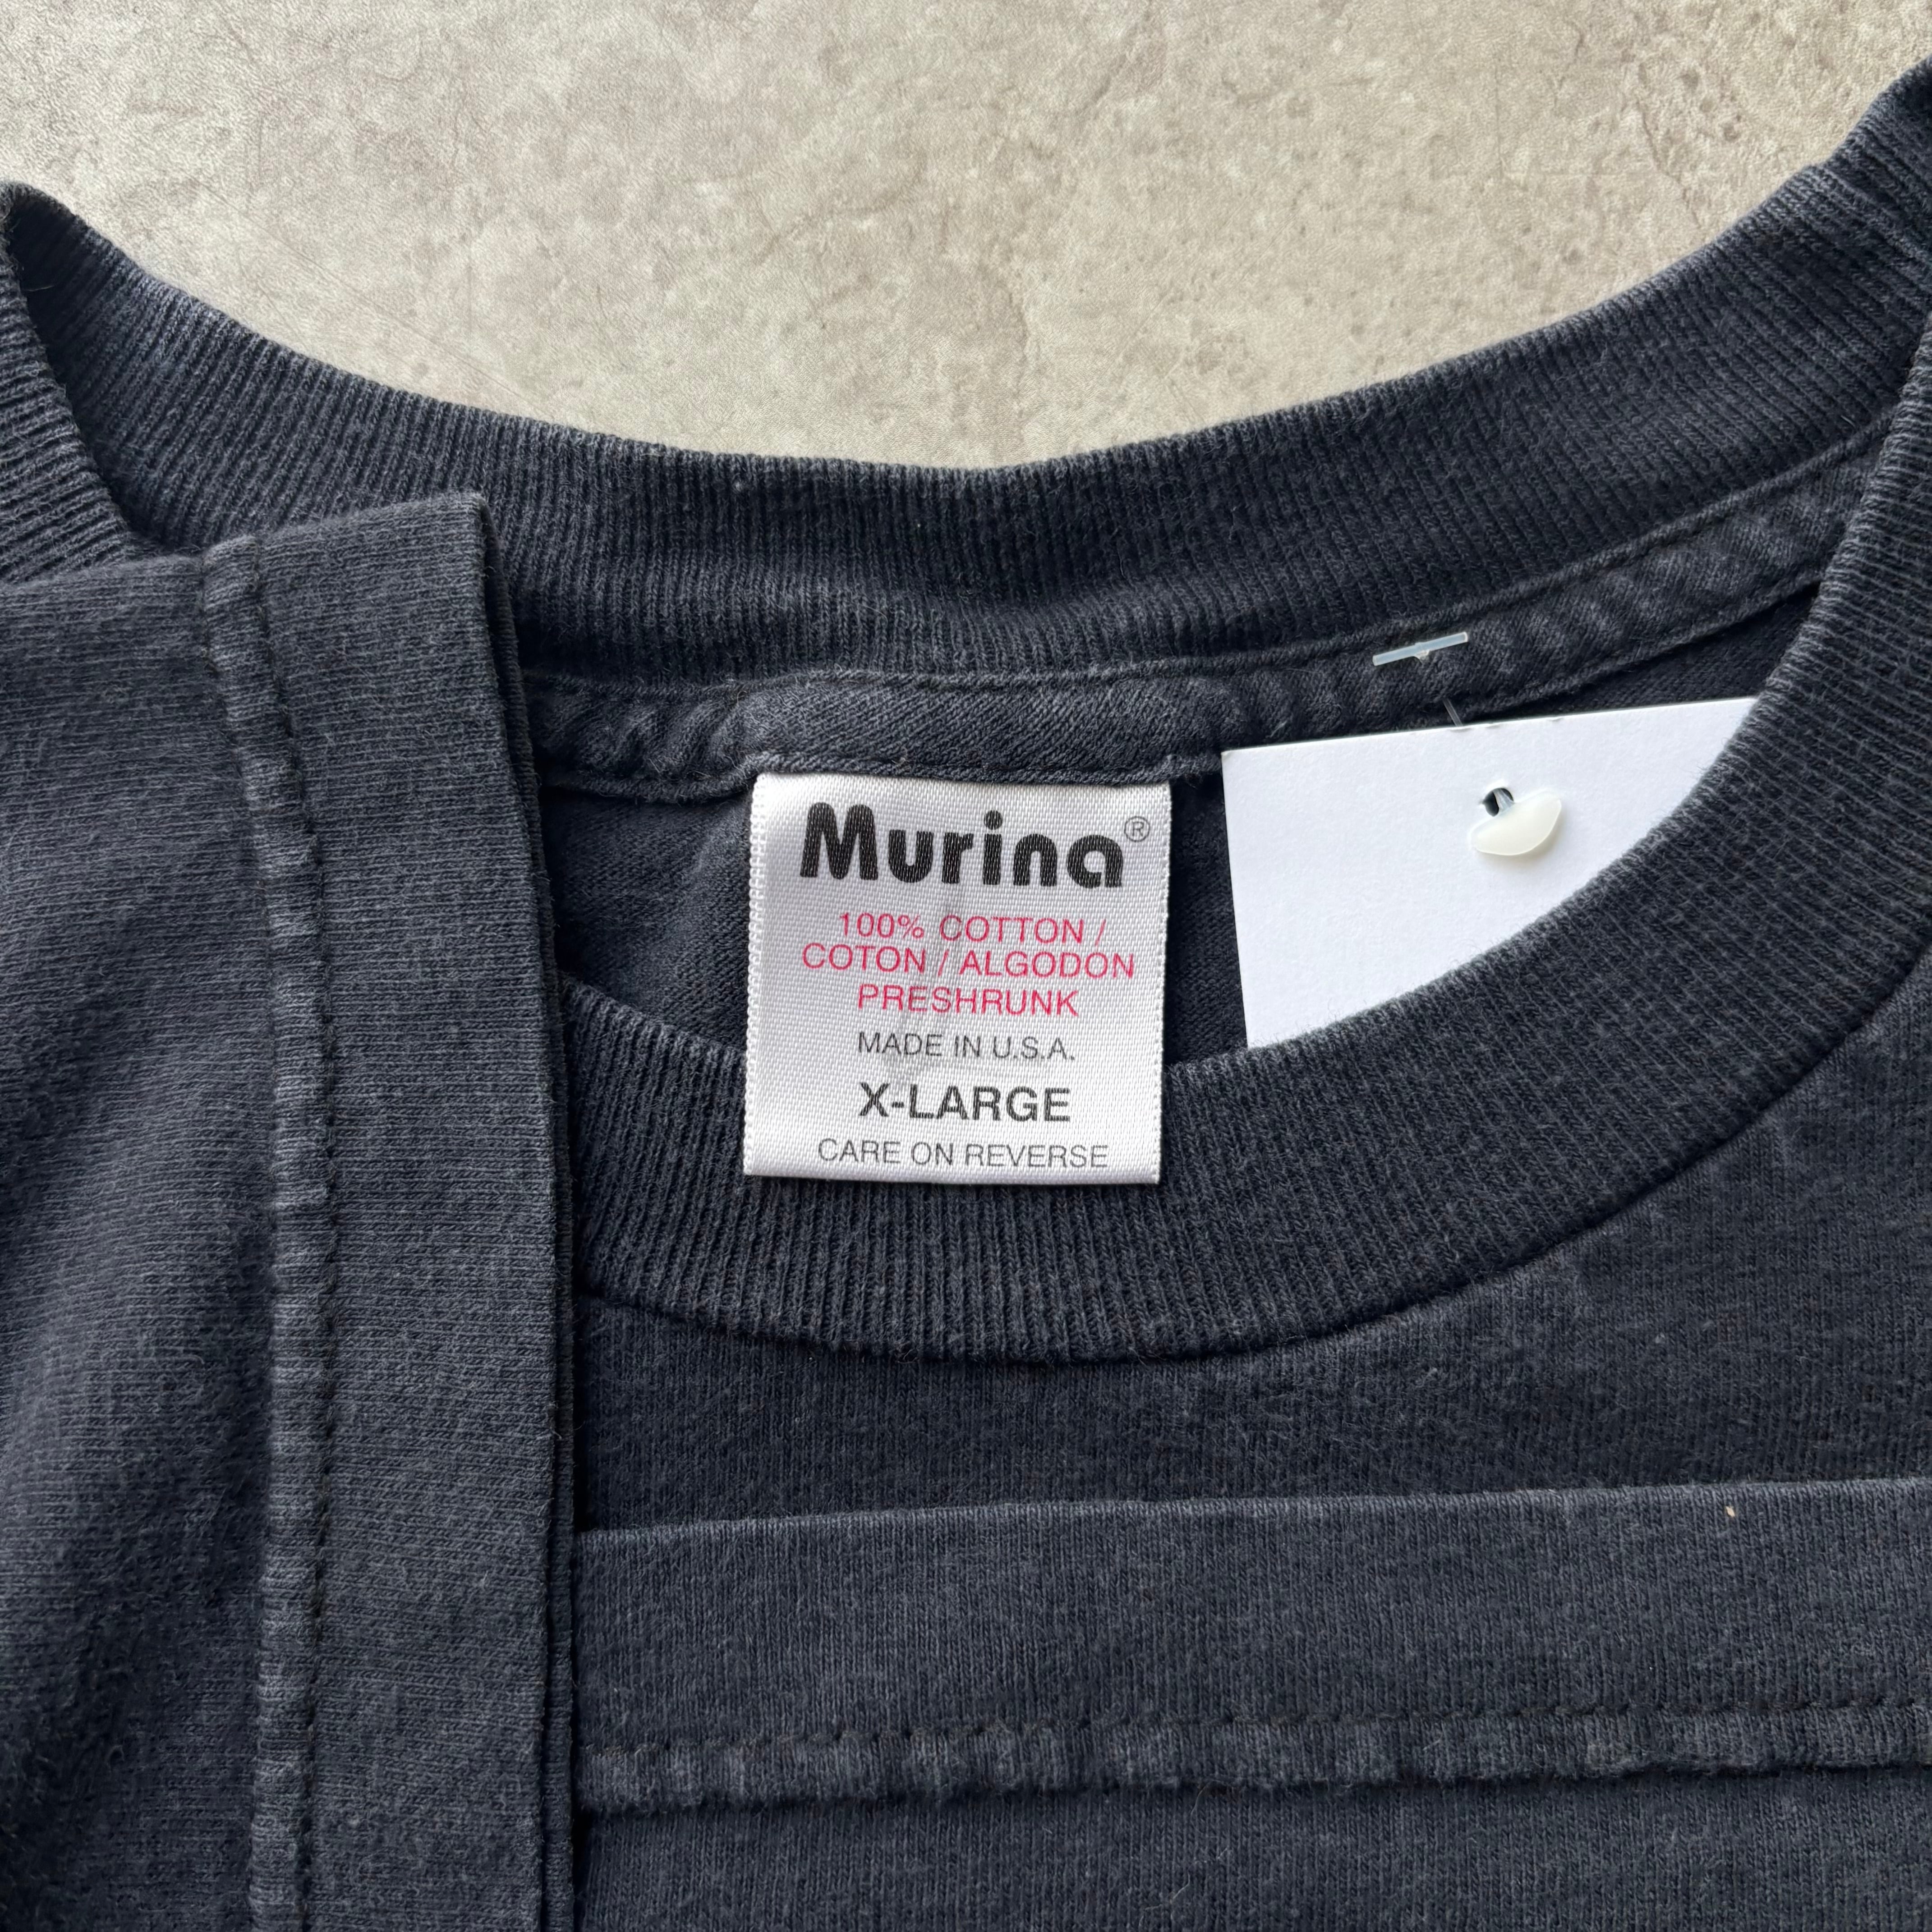 Murina®
100% COTTON /
COTON / ALGODON
PRESHRUNK
MADE IN U.S.A.
X-LARGE
CARE ON REVERSE